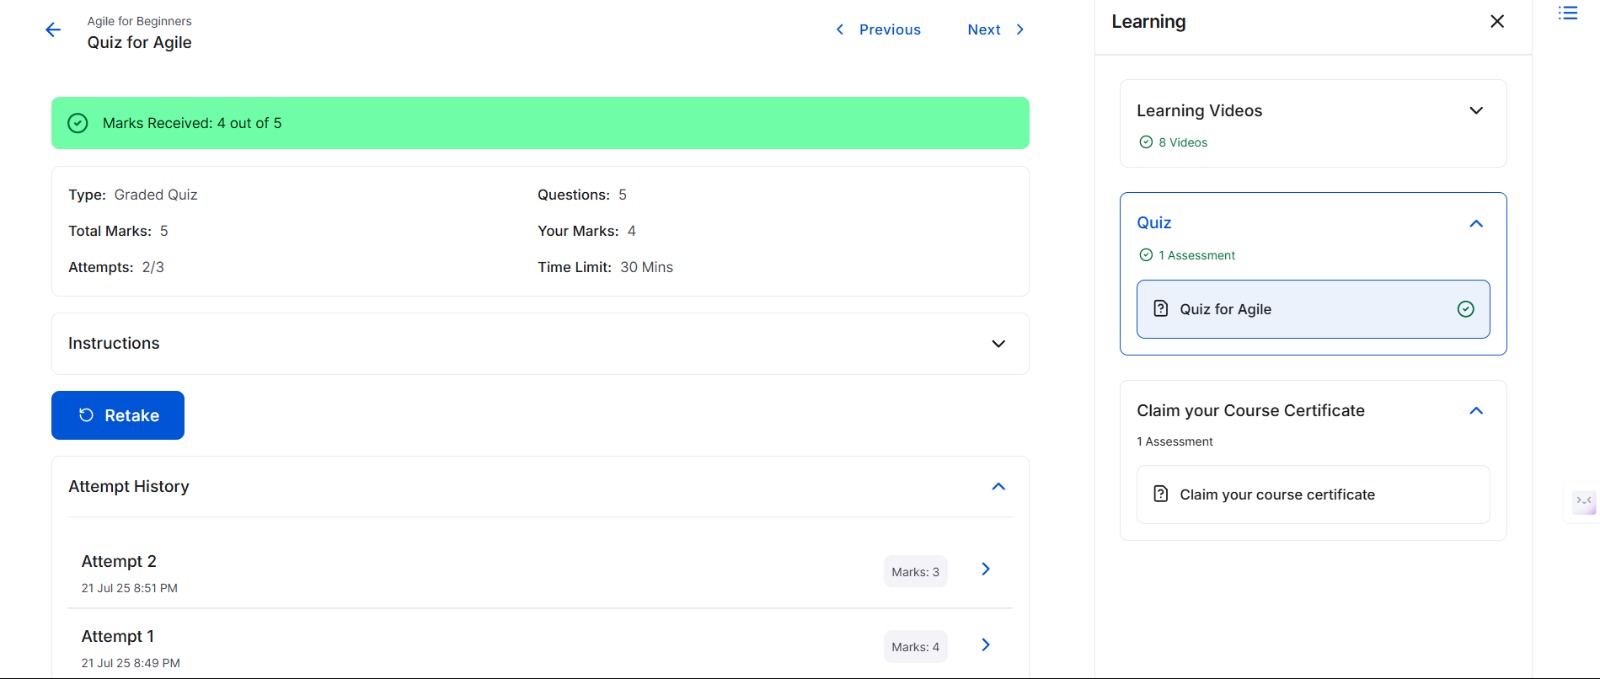 Agile for Beginners
Quiz for Agile
Previous
Next
Marks Received: 4 out of 5
Type: Graded Quiz
Questions: 5
Total Marks: 5
Your Marks: 4
Attempts: 2/3
Time Limit: 30 Mins
Instructions
Retake
Attempt History
Attempt 2
21 Jul 25 8:51 PM
Marks: 3
Attempt 1
21 Jul 25 8:49 PM
Marks: 4
Learning
Learning Videos
8 Videos
Quiz
1 Assessment
Quiz for Agile
Claim your Course Certificate
1 Assessment
Claim your course certificate